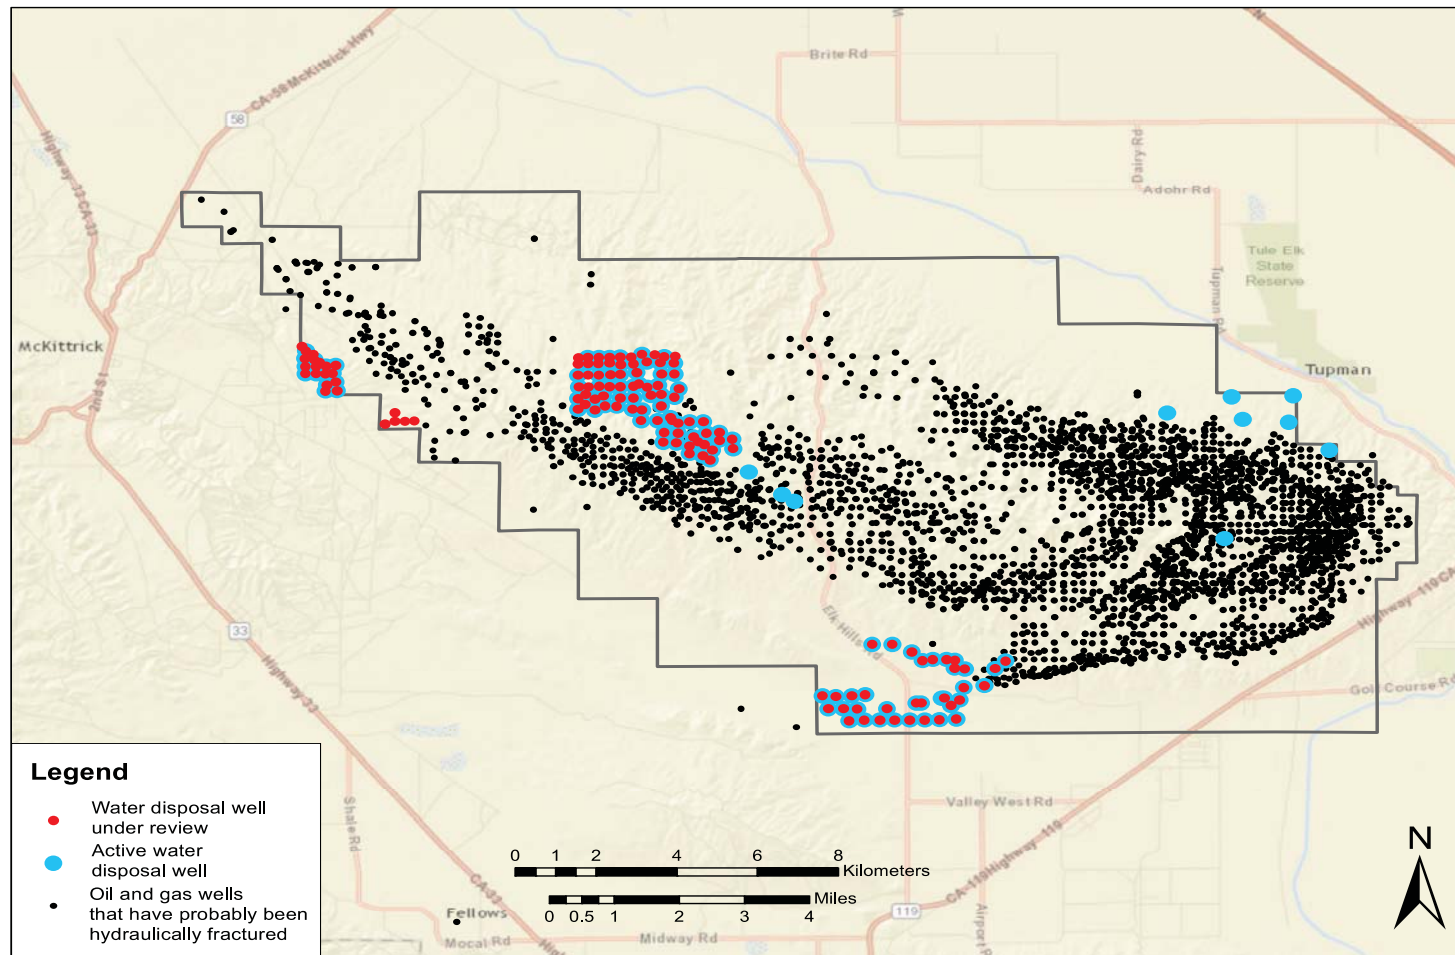 Brite Rd
CA-58 McKittrick Hwy
58
Highway 33 CA-33
Dairy Rd
Adohr Rd
Tule Elk
State
Reserve
Tupman Rd
McKittrick
Tupman
2nd St
Highway 119 CA
Elk Hills Rd
33
Highway 33
Golf Course Rd
Legend
Water disposal well
under review
Active water
disposal well
Oil and gas wells
that have probably been
hydraulically fractured
Shale Rd
Valley West Rd
CA-119 Highway 119
0 1 2 4 6 8
Kilometers
Miles
0 0.5 1 2 3 4
N
CA-33
Fellows
119
Airport R
Mocal Rd
Midway Rd